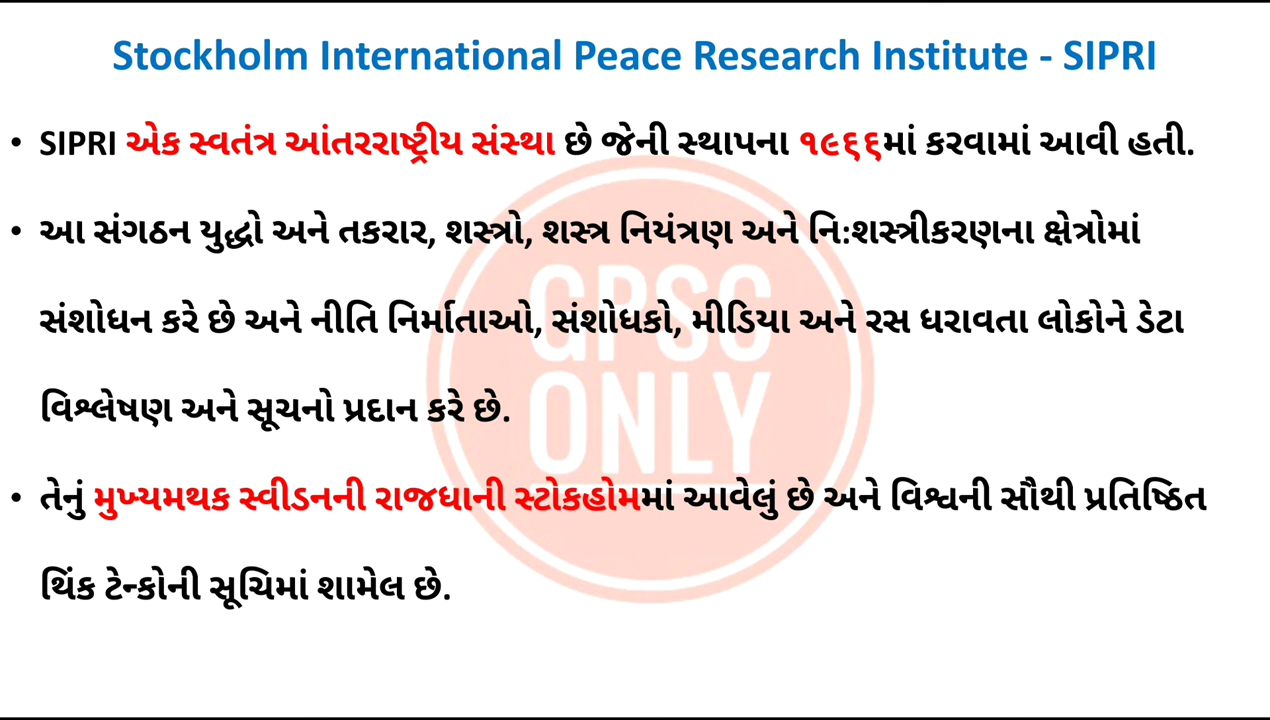 Stockholm International Peace Research Institute - SIPRI
• SIPRI એક સ્વતંત્ર આંતરરાષ્ટ્રીય સંસ્થા છે જેની સ્થાપના ૧૯૬૬માં કરવામાં આવી હતી.
• આ સંગઠન યુદ્ધો અને તકરાર, શસ્ત્રો, શસ્ત્ર નિયંત્રણ અને નિ:શસ્ત્રીકરણના ક્ષેત્રોમાં
સંશોધન કરે છે અને નીતિ નિર્માતાઓ, સંશોધકો, મીડિયા અને રસ ધરાવતા લોકોને ડેટા
વિશ્લેષણ અને સૂચનો પ્રદાન કરે છે.
• તેનું મુખ્યમથક સ્વીડનની રાજધાની સ્ટોકહોમમાં આવેલું છે અને વિશ્વની સૌથી પ્રતિષ્ઠિત
થિંક ટેન્કોની સૂચિમાં શામેલ છે.
GPSC
ONLY